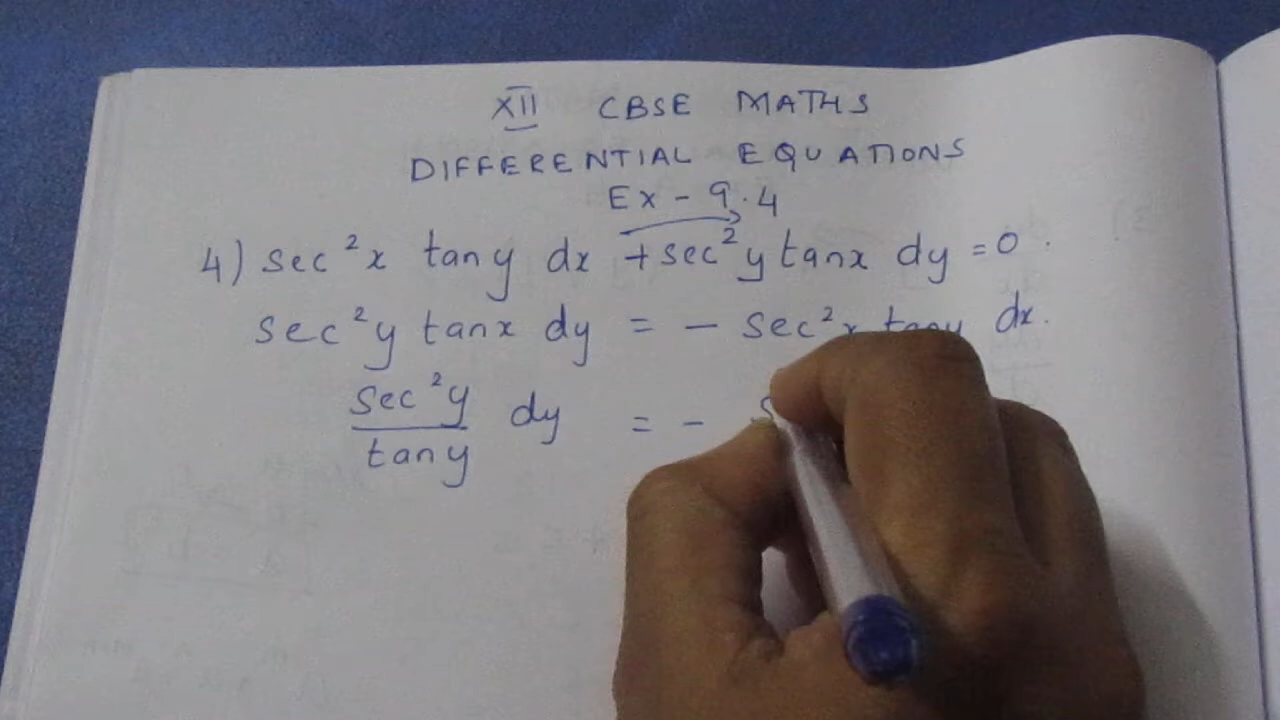 XII CBSE MATHS
DIFFERENTIAL EQUATIONS
Ex - 9.4
4) sec²x tany dx + sec²y tanx dy = 0.
sec²y tanx dy = - sec²x tany dx.
sec²y/tany dy = -